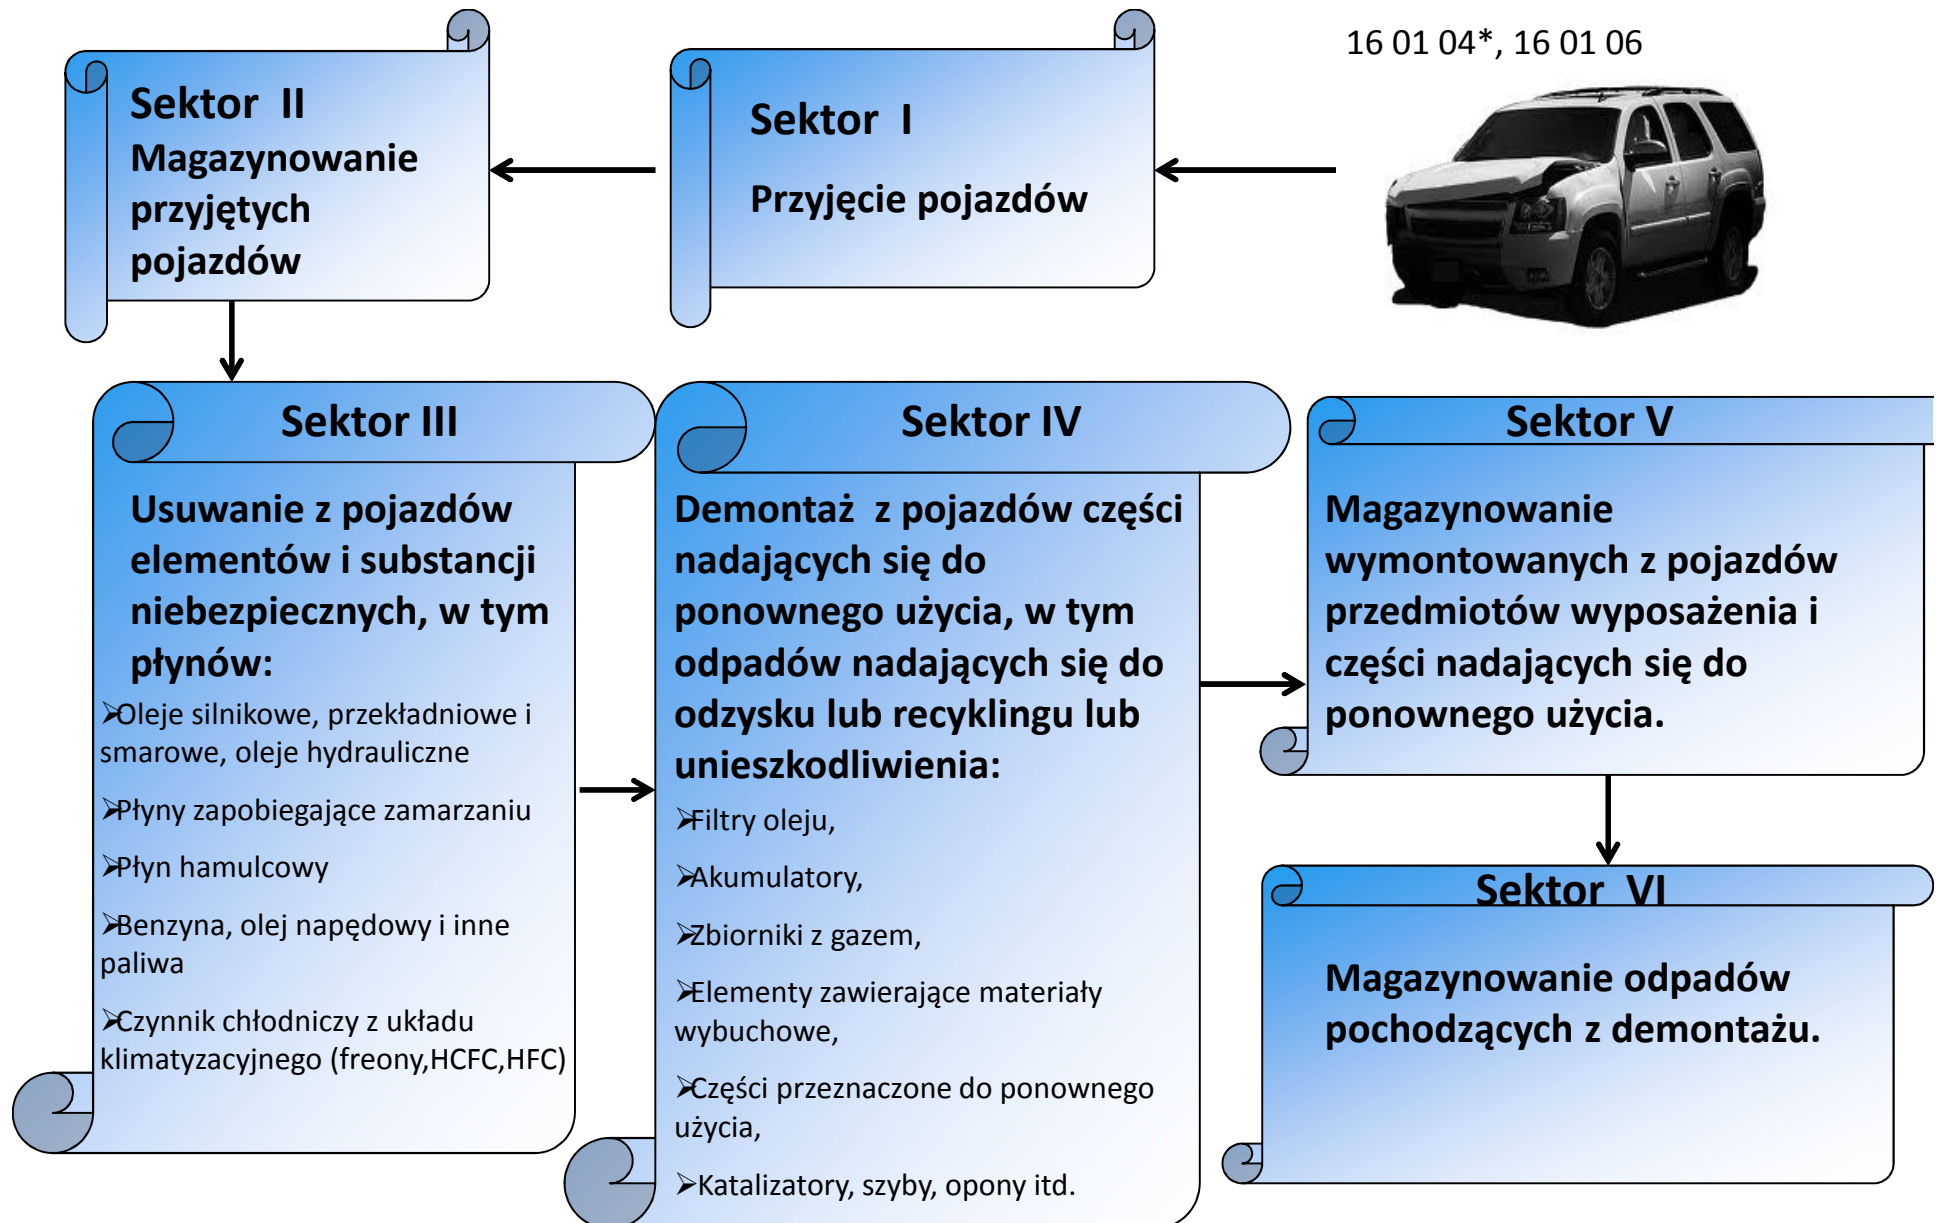 16 01 04*, 16 01 06
Sektor II
Magazynowanie
przyjętych
pojazdów
Sektor I
Przyjęcie pojazdów
Sektor III
Usuwanie z pojazdów
elementów i substancji
niebezpiecznych, w tym
płynów:
➢Oleje silnikowe, przekładniowe i
smarowe, oleje hydrauliczne
➢Płyny zapobiegające zamarzaniu
➢Płyn hamulcowy
➢Benzyna, olej napędowy i inne
paliwa
➢Czynnik chłodniczy z układu
klimatyzacyjnego (freony,HCFC,HFC)
Sektor IV
Demontaż z pojazdów części
nadających się do
ponownego użycia, w tym
odpadów nadających się do
odzysku lub recyklingu lub
unieszkodliwienia:
➢Filtry oleju,
➢Akumulatory,
➢Zbiorniki z gazem,
➢Elementy zawierające materiały
wybuchowe,
➢Części przeznaczone do ponownego
użycia,
➢Katalizatory, szyby, opony itd.
Sektor V
Magazynowanie
wymontowanych z pojazdów
przedmiotów wyposażenia i
części nadających się do
ponownego użycia.
Sektor VI
Magazynowanie odpadów
pochodzących z demontażu.